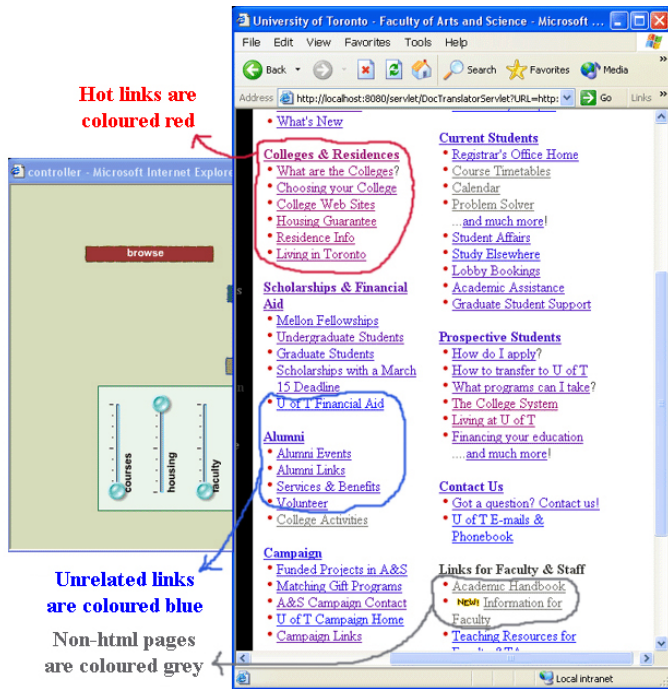 University of Toronto - Faculty of Arts and Science - Microsoft ...
File Edit View Favorites Tools Help
Back Search Favorites Media
Address http://localhost:8080/servlet/DocTranslatorServlet?URL=http: Go Links
Hot links are
coloured red
controller - Microsoft Internet Explore
browse
courses
housing
faculty
What's New
Colleges & Residences
What are the Colleges?
Choosing your College
College Web Sites
Housing Guarantee
Residence Info
Living in Toronto
Scholarships & Financial
Aid
Mellon Fellowships
Undergraduate Students
Graduate Students
Scholarships with a March
15 Deadline
U of T Financial Aid
Alumni
Alumni Events
Alumni Links
Services & Benefits
Volunteer
College Activities
Campaign
Funded Projects in A&S
Matching Gift Programs
A&S Campaign Contact
U of T Campaign Home
Campaign Links
Current Students
Registrar's Office Home
Course Timetables
Calendar
Problem Solver
...and much more!
Student Affairs
Study Elsewhere
Lobby Bookings
Academic Assistance
Graduate Student Support
Prospective Students
How do I apply?
How to transfer to U of T
What programs can I take?
The College System
Living at U of T
Financing your education
....and much more!
Contact Us
Got a question? Contact us!
U of T E-mails &
Phonebook
Links for Faculty & Staff
Academic Handbook
NEW! Information for
Faculty
Teaching Resources for
Unrelated links
are coloured blue
Non-html pages
are coloured grey
Local intranet